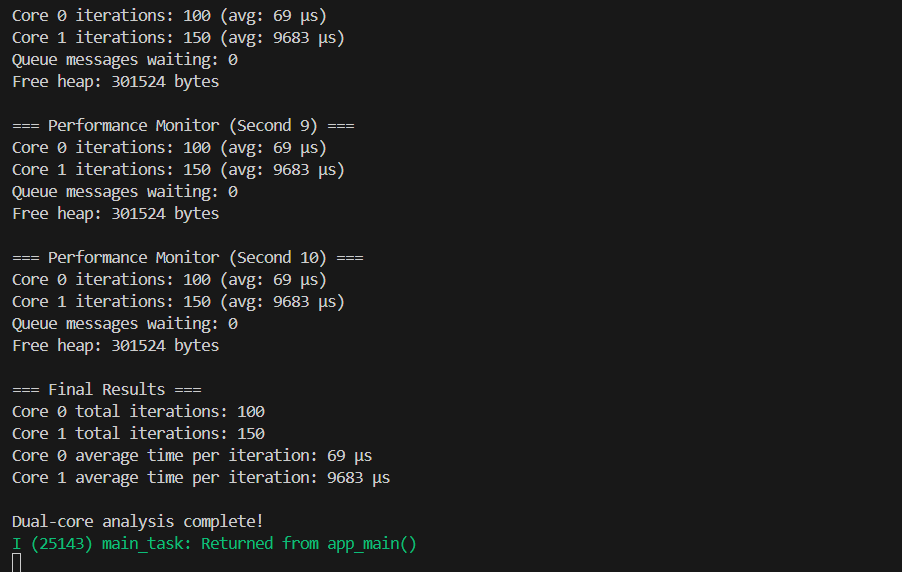 Core 0 iterations: 100 (avg: 69 μs)
Core 1 iterations: 150 (avg: 9683 μs)
Queue messages waiting: 0
Free heap: 301524 bytes
=== Performance Monitor (Second 9) ===
Core 0 iterations: 100 (avg: 69 μs)
Core 1 iterations: 150 (avg: 9683 μs)
Queue messages waiting: 0
Free heap: 301524 bytes
=== Performance Monitor (Second 10) ===
Core 0 iterations: 100 (avg: 69 μs)
Core 1 iterations: 150 (avg: 9683 μs)
Queue messages waiting: 0
Free heap: 301524 bytes
=== Final Results ===
Core 0 total iterations: 100
Core 1 total iterations: 150
Core 0 average time per iteration: 69 μs
Core 1 average time per iteration: 9683 μs
Dual-core analysis complete!
I (25143) main_task: Returned from app_main()